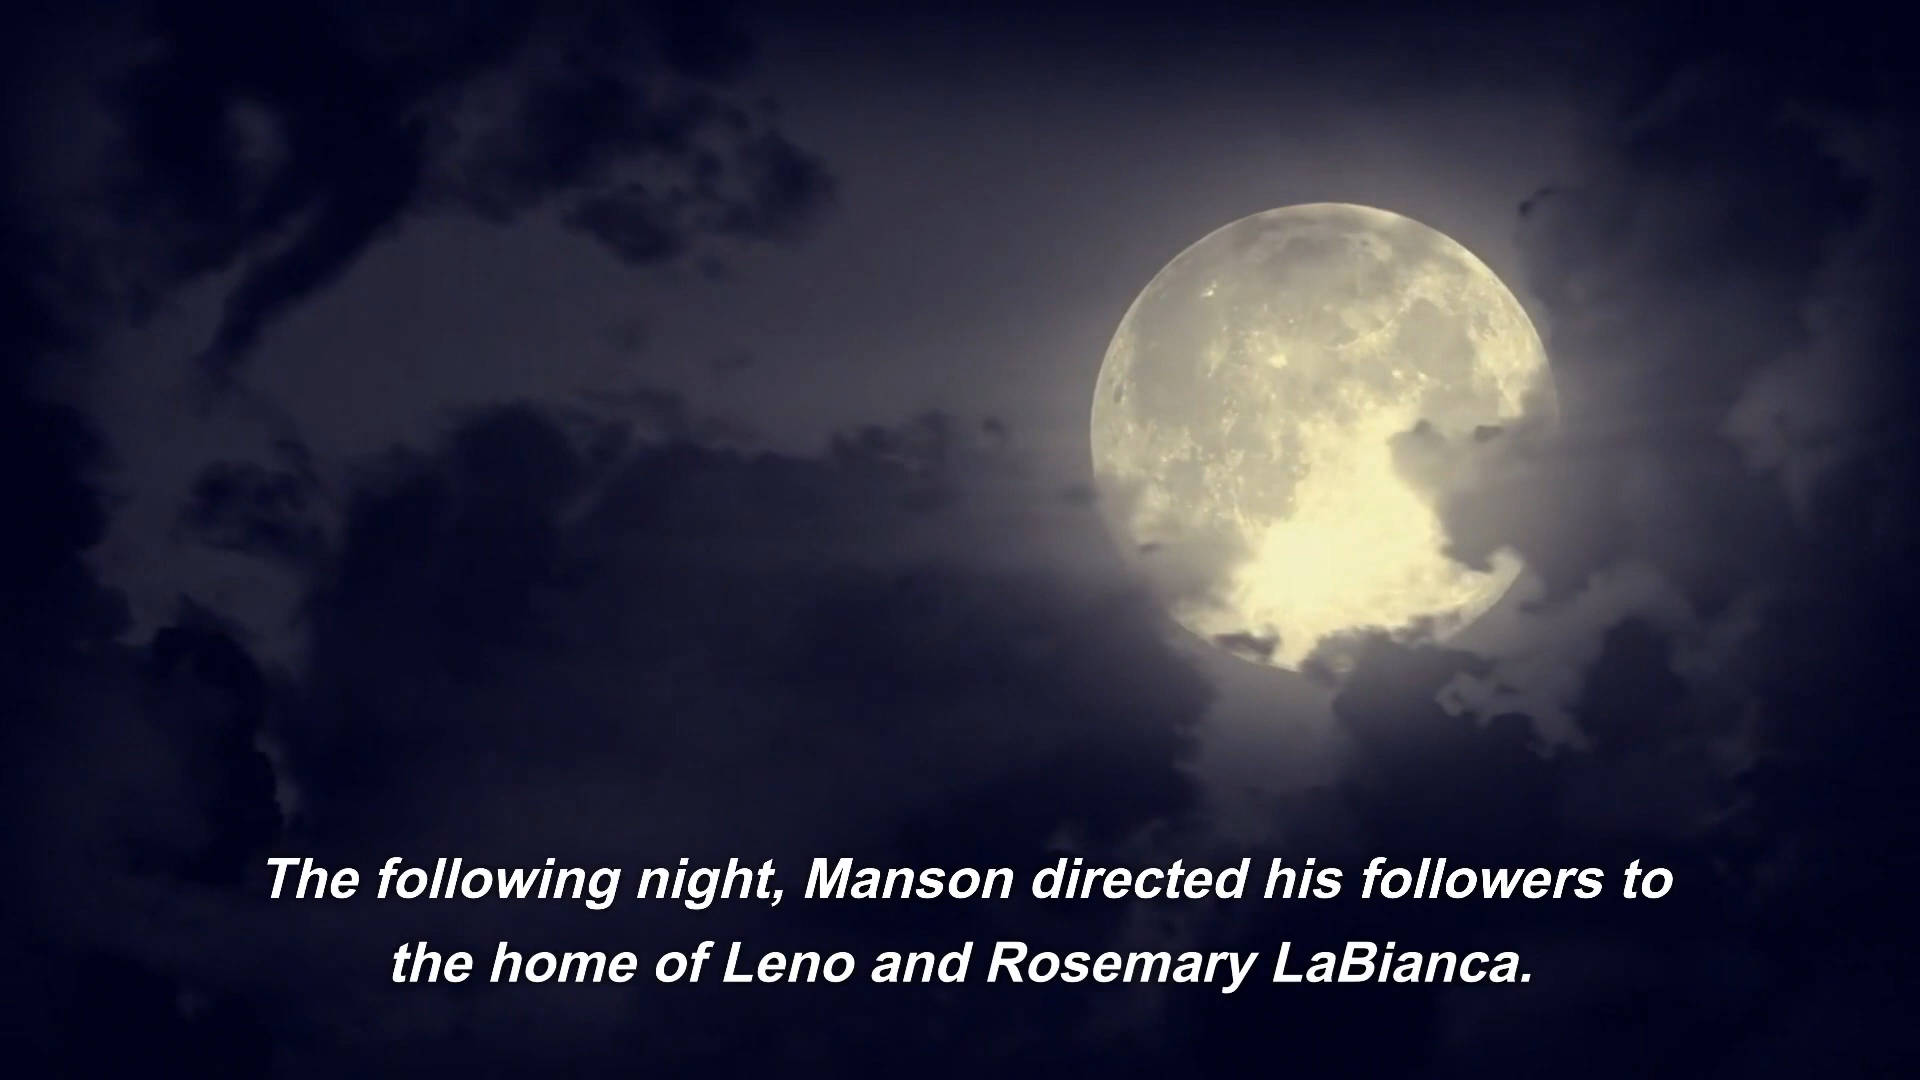 The following night, Manson directed his followers to
the home of Leno and Rosemary LaBianca.